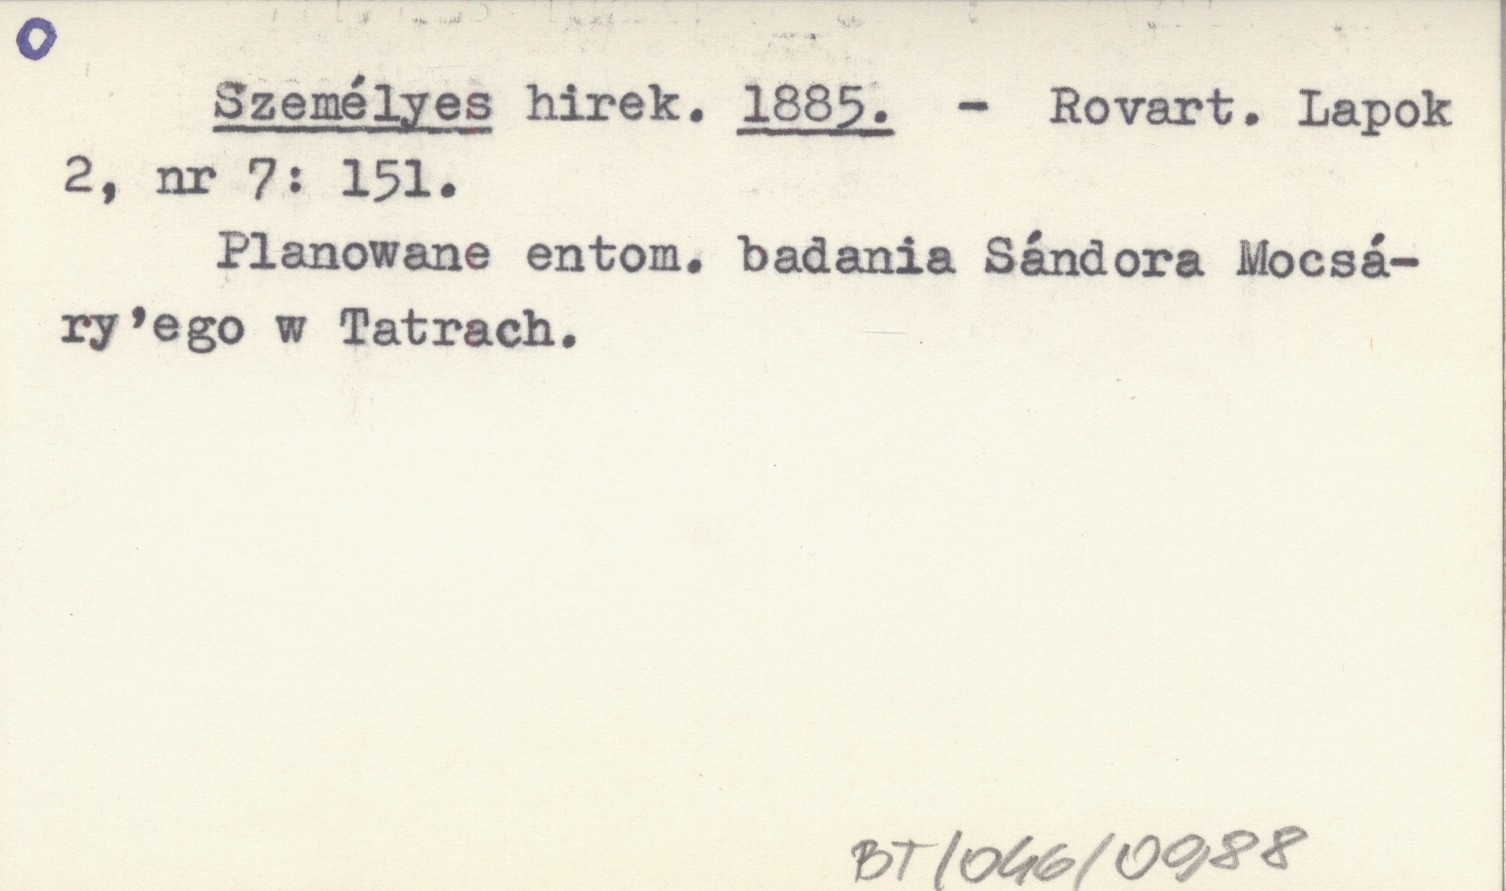 Személyes hirek. 1885. - Rovart. Lapok
2, nr 7: 151.
Planowane entom. badania Sándora Mocsá-
ry'ego w Tatrach.
BT/046/0988